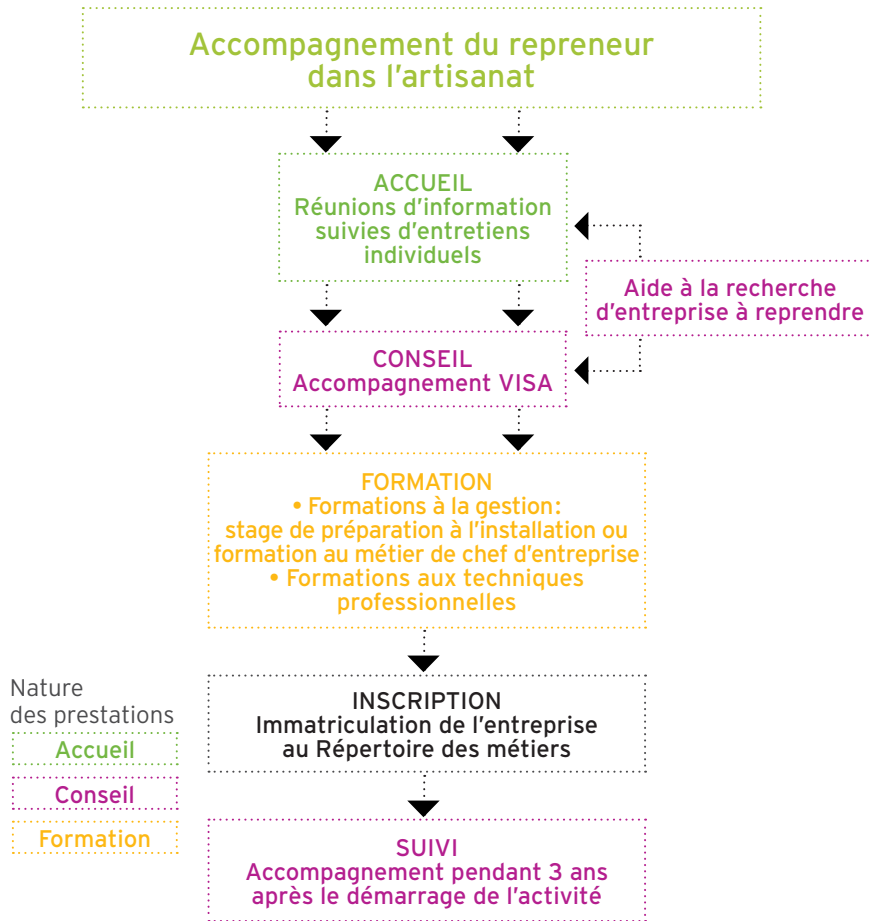 Accompagnement du repreneur
dans l'artisanat
ACCUEIL
Réunions d'information
suivies d'entretiens
individuels
Aide à la recherche
d'entreprise à reprendre
CONSEIL
Accompagnement VISA
FORMATION
• Formations à la gestion:
stage de préparation à l'installation ou
formation au métier de chef d'entreprise
• Formations aux techniques
professionnelles
INSCRIPTION
Immatriculation de l'entreprise
au Répertoire des métiers
SUIVI
Accompagnement pendant 3 ans
après le démarrage de l'activité
Nature
des prestations
Accueil
Conseil
Formation